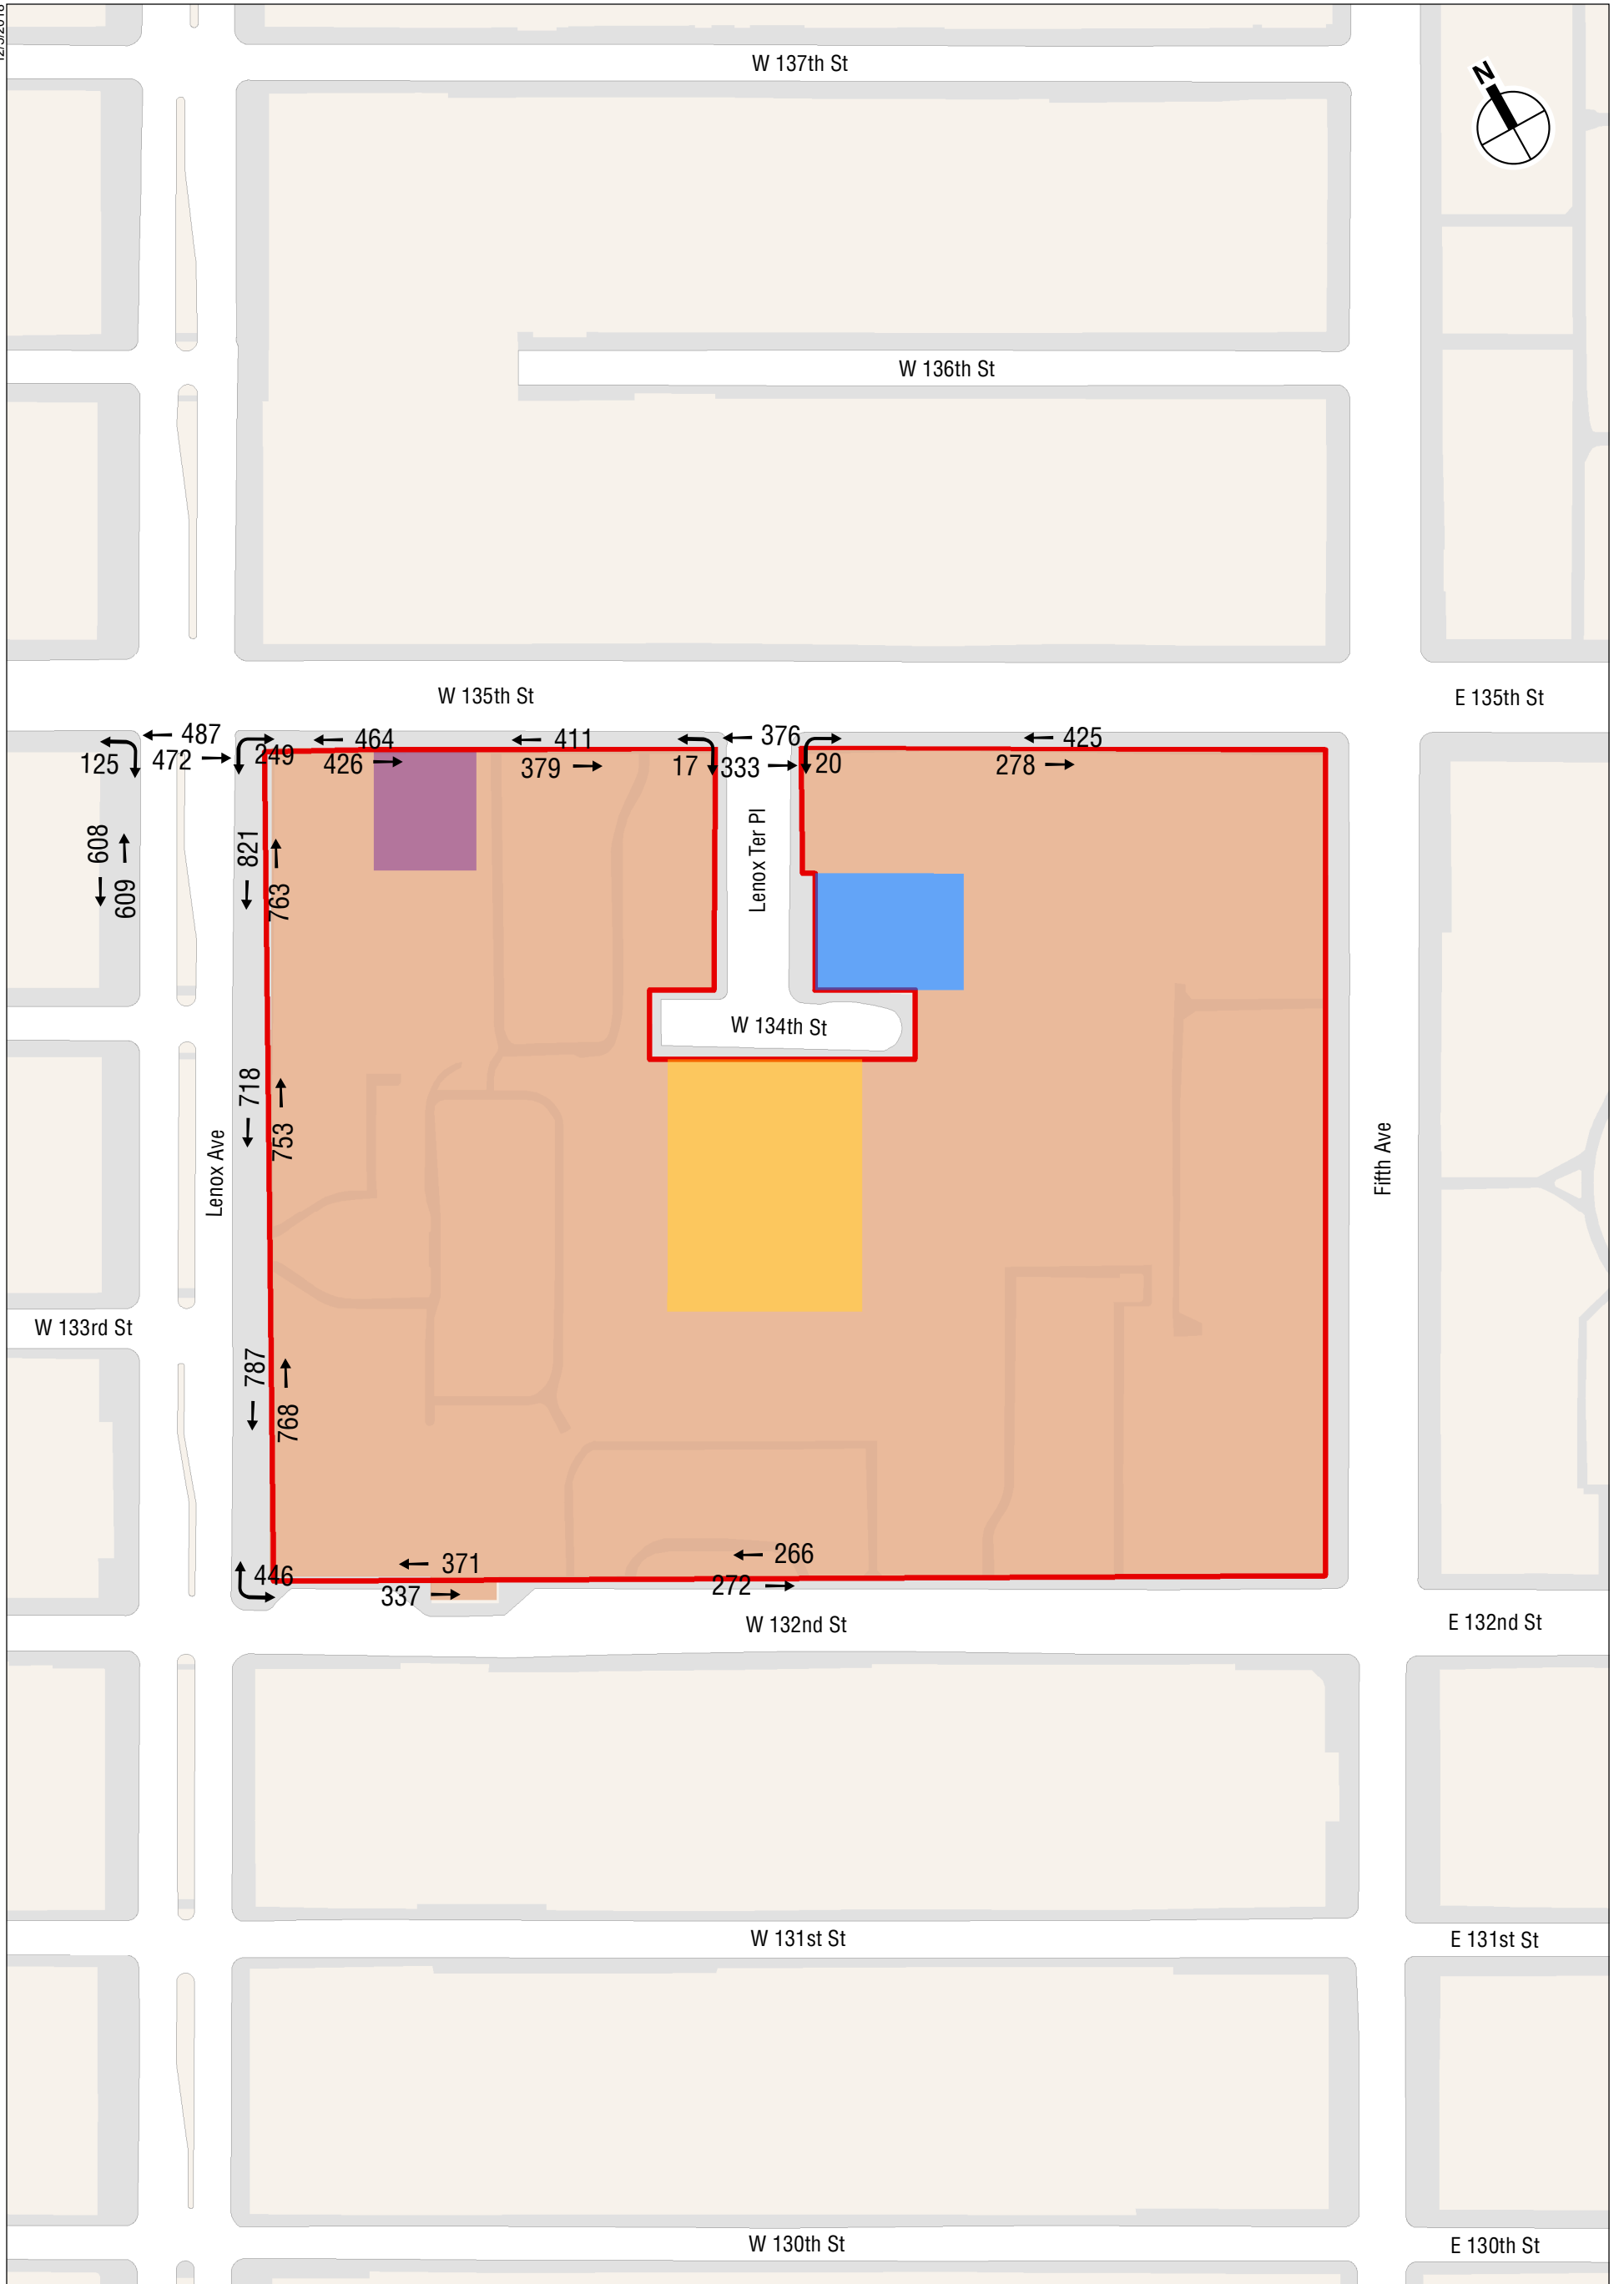 W 137th St
N
W 136th St
W 135th St
E 135th St
487
472
125
249
464
426
411
379
17
376
333
20
425
278
608
609
821
763
Lenox Ter Pl
W 134th St
718
753
Lenox Ave
Fifth Ave
W 133rd St
787
768
446
371
337
266
272
W 132nd St
E 132nd St
W 131st St
E 131st St
W 130th St
E 130th St